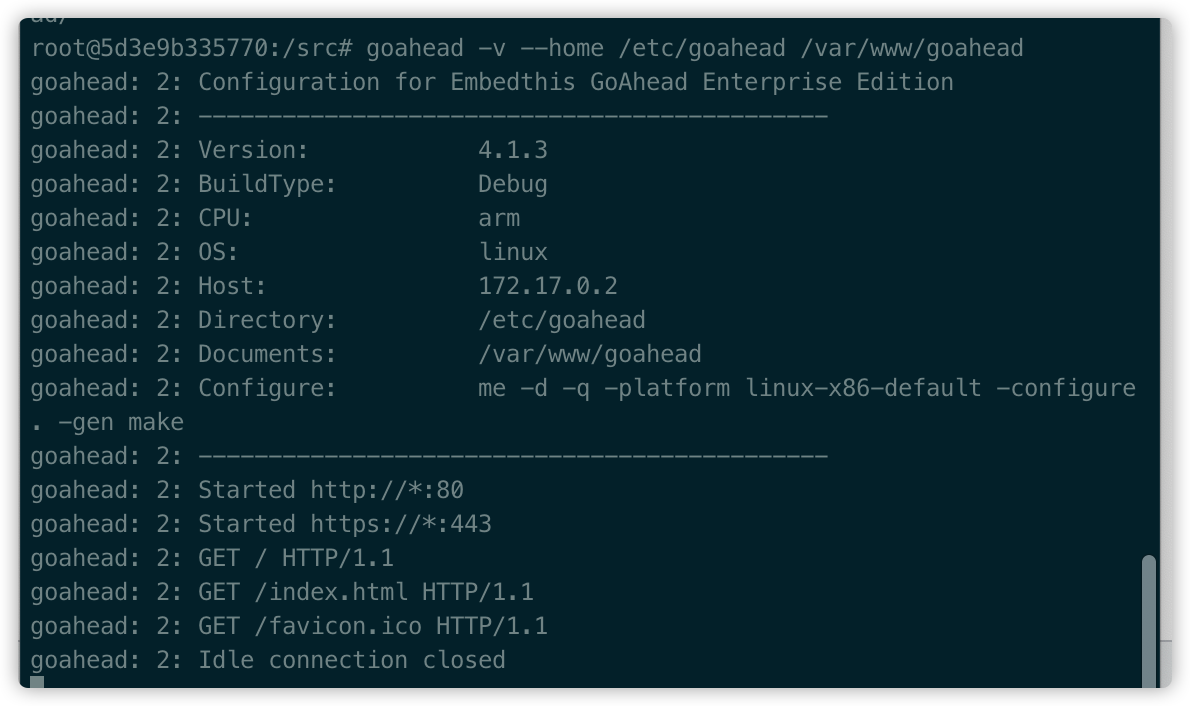 root@5d3e9b335770:/src# goahead -v --home /etc/goahead /var/www/goahead
goahead: 2: Configuration for Embedthis GoAhead Enterprise Edition
goahead: 2: ---------------------------------------------
goahead: 2: Version:            4.1.3
goahead: 2: BuildType:          Debug
goahead: 2: CPU:                arm
goahead: 2: OS:                 linux
goahead: 2: Host:               172.17.0.2
goahead: 2: Directory:          /etc/goahead
goahead: 2: Documents:          /var/www/goahead
goahead: 2: Configure:          me -d -q -platform linux-x86-default -configure
. -gen make
goahead: 2: ---------------------------------------------
goahead: 2: Started http://*:80
goahead: 2: Started https://*:443
goahead: 2: GET / HTTP/1.1
goahead: 2: GET /index.html HTTP/1.1
goahead: 2: GET /favicon.ico HTTP/1.1
goahead: 2: Idle connection closed